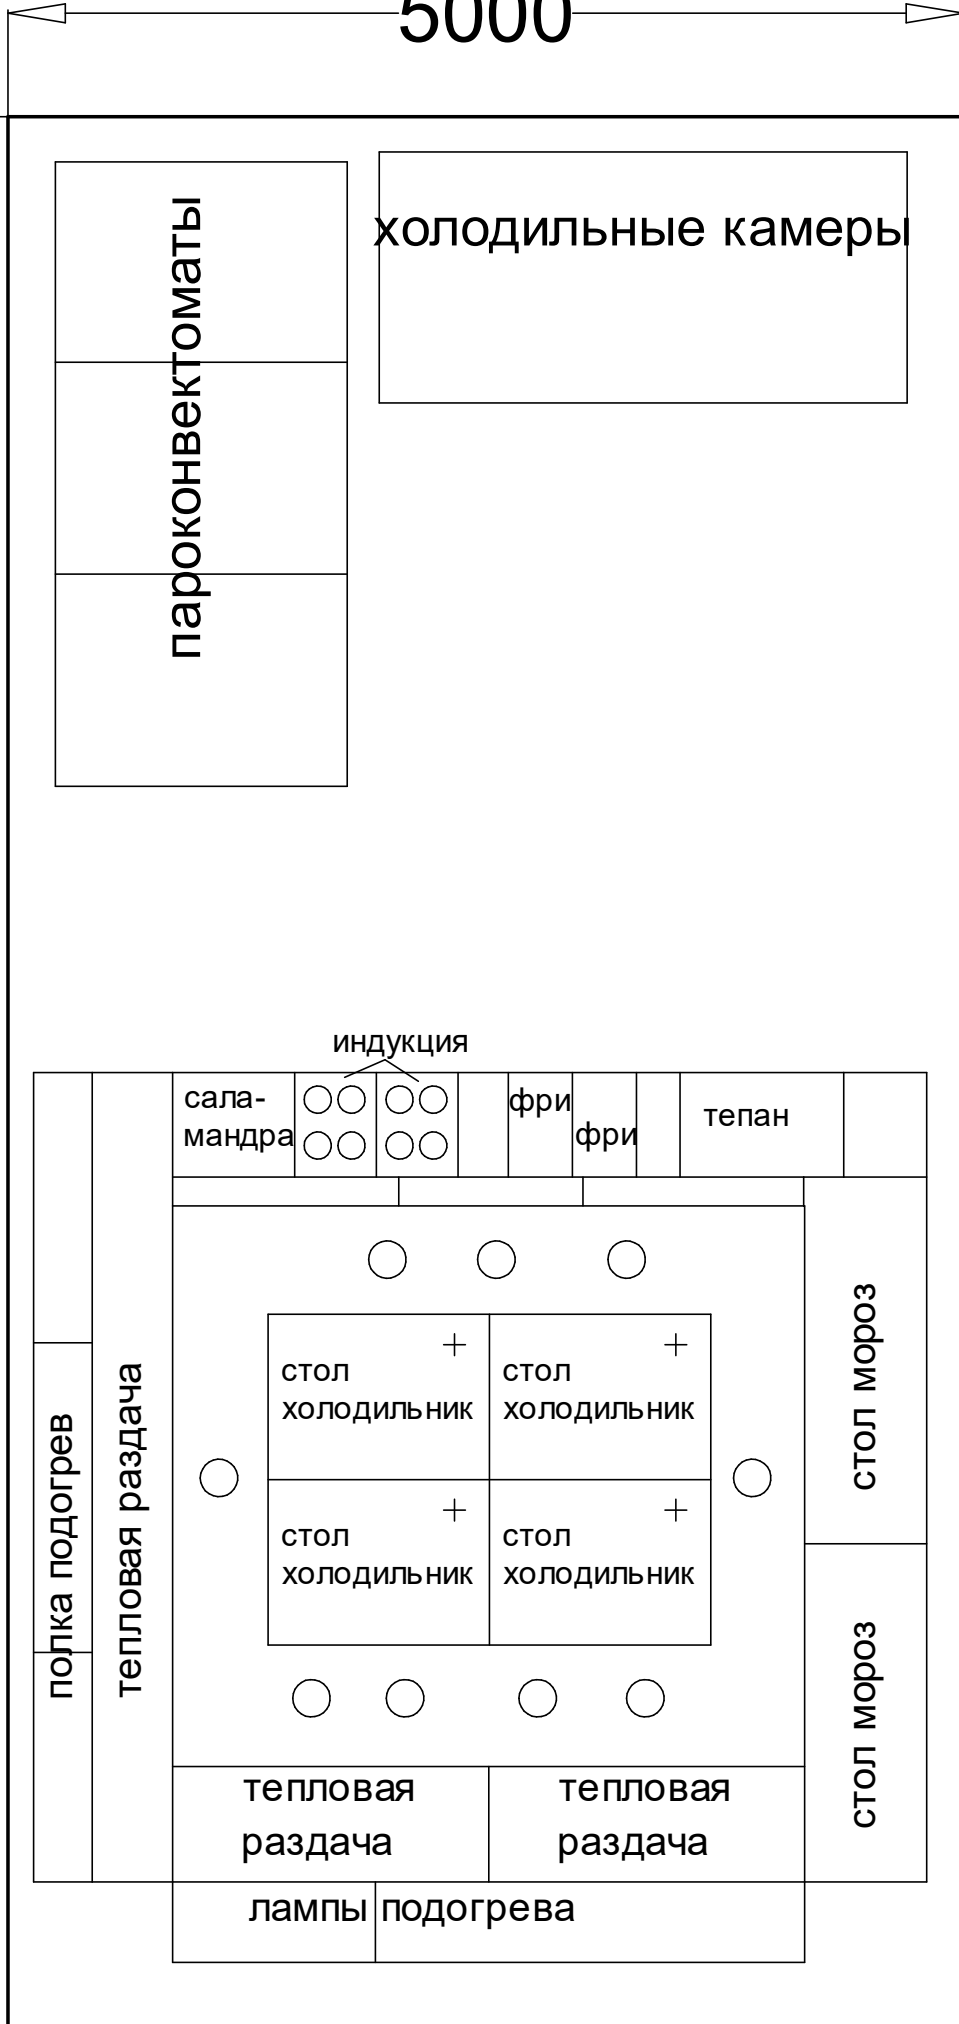 5000
пароконвектоматы
холодильные камеры
индукция
сала-
мандра
фри
фри
тепан
полка подогрев
тепловая раздача
стол
холодильник
стол
холодильник
стол
холодильник
стол
холодильник
стол мороз
стол мороз
тепловая
раздача
тепловая
раздача
лампы подогрева